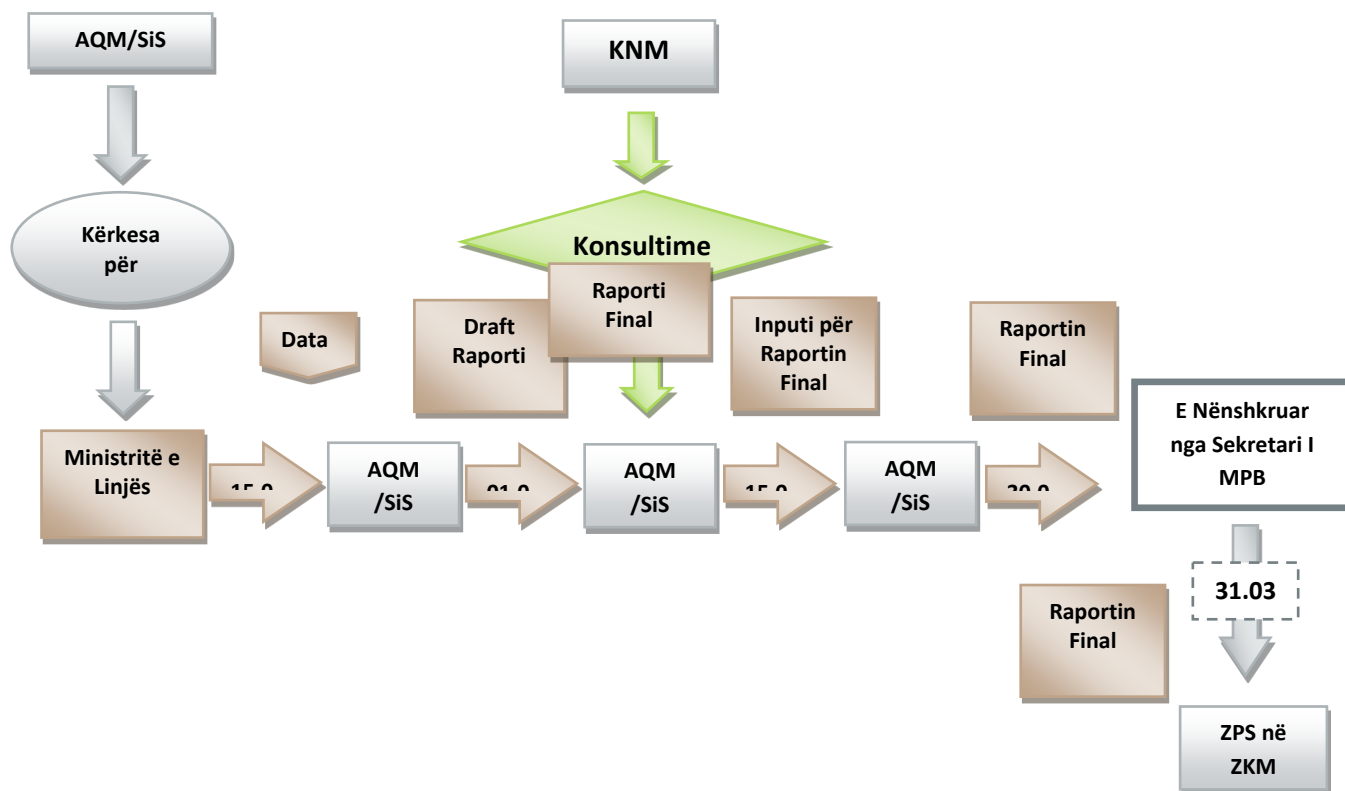 AQM/SiS
KNM
Kërkesa
për
Konsultime
Data
Draft
Raporti
Raporti
Final
Inputi për
Raportin
Final
Raportin
Final
E Nënshkruar
nga Sekretari I
MPB
Ministritë e
Linjës
AQM
/SiS
AQM
/SiS
AQM
/SiS
31.03
Raportin
Final
ZPS në
ZKM